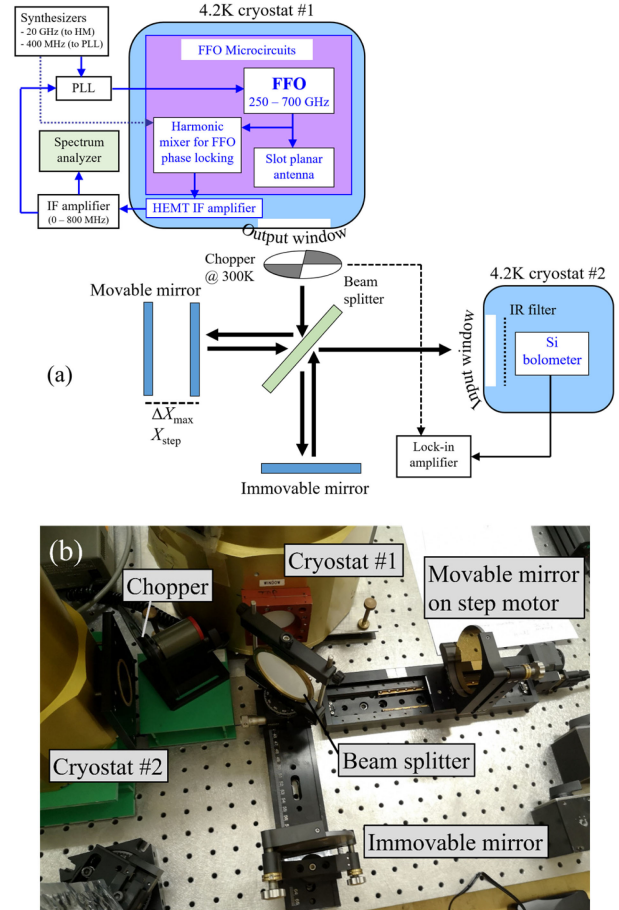 4.2K cryostat #1
Synthesizers
- 20 GHz (to HM)
- 400 MHz (to PLL)
FFO Microcircuits
PLL
FFO
250 – 700 GHz
Harmonic
mixer for FFO
phase locking
Spectrum
analyzer
Slot planar
antenna
IF amplifier
(0 – 800 MHz)
HEMT IF amplifier
Output window
Chopper
@ 300K
Beam
splitter
4.2K cryostat #2
Movable mirror
IR filter
Si
bolometer
Input window
(a)
ΔXmax
Xstep
Lock-in
amplifier
Immovable mirror
(b)
Cryostat #1
Chopper
Movable mirror
on step motor
WINDOW
Cryostat #2
Beam splitter
Immovable mirror